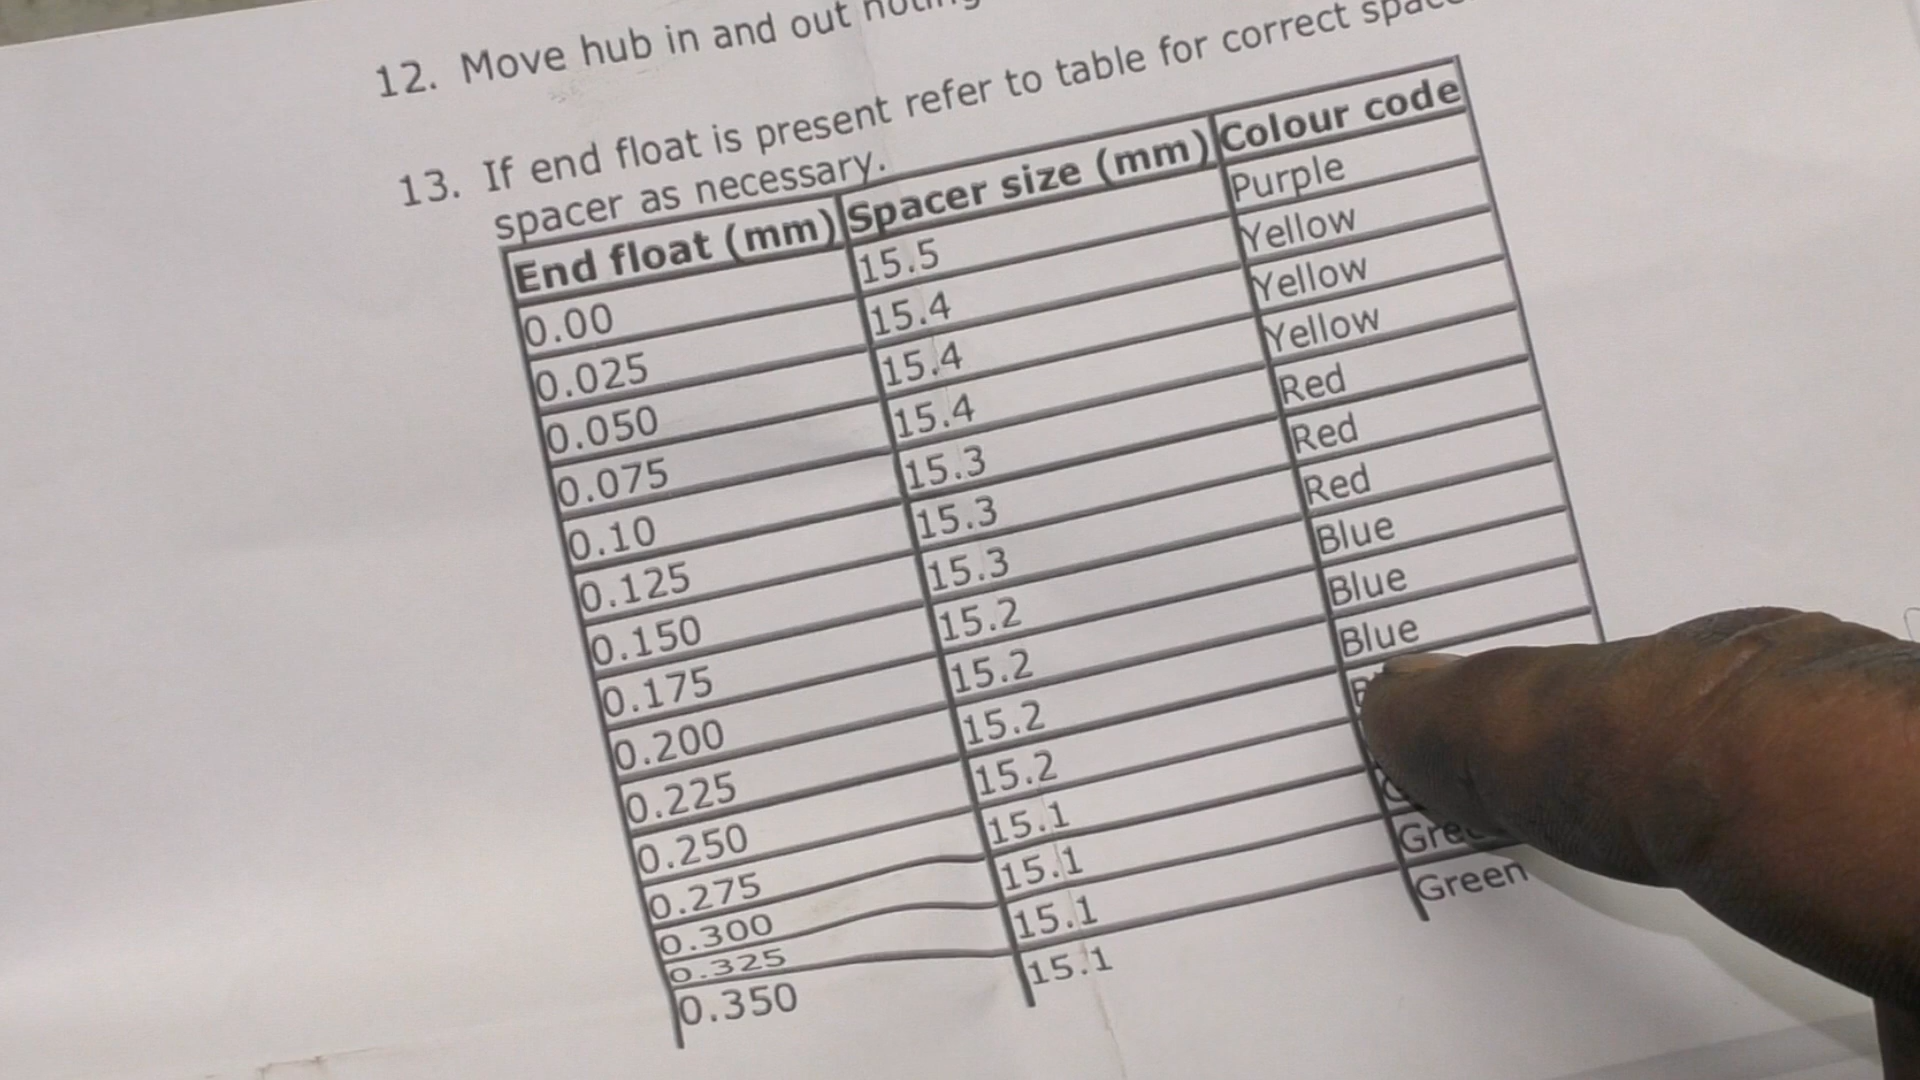 12. Move hub in and out
13. If end float is present refer to table for correct
spacer as necessary.
End float (mm) Spacer size (mm) Colour code
0.00 15.5 Purple
0.025 15.4 Yellow
0.050 15.4 Yellow
0.075 15.4 Yellow
0.10 15.3 Red
0.125 15.3 Red
0.150 15.3 Red
0.175 15.2 Blue
0.200 15.2 Blue
0.225 15.2 Blue
0.250 15.2
0.275 15.1
0.300 15.1
0.325 15.1
0.350 15.1 Green